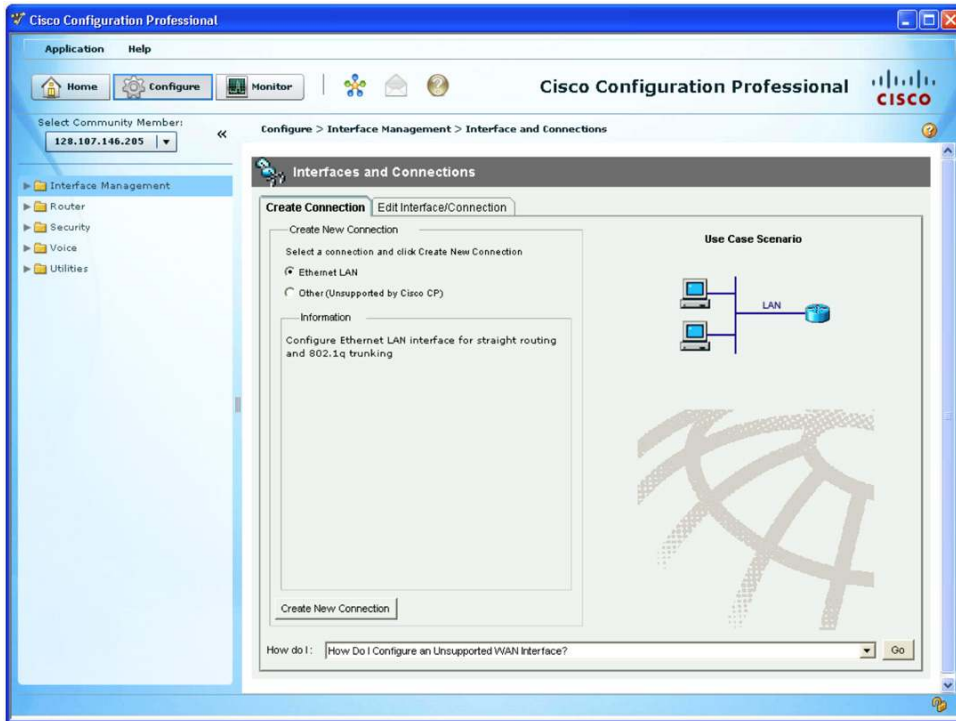 Cisco Configuration Professional
Application Help
Home Configure Monitor
Cisco Configuration Professional
CISCO
Select Community Member:
128.107.146.205
«
Configure > Interface Management > Interface and Connections
Interface Management
Router
Security
Voice
Utilities
Interfaces and Connections
Create Connection Edit Interface/Connection
Create New Connection
Select a connection and click Create New Connection
Ethernet LAN
Other (Unsupported by Cisco CP)
Information
Configure Ethernet LAN interface for straight routing
and 802.1q trunking
Create New Connection
Use Case Scenario
LAN
How do I: How Do I Configure an Unsupported WAN Interface? Go